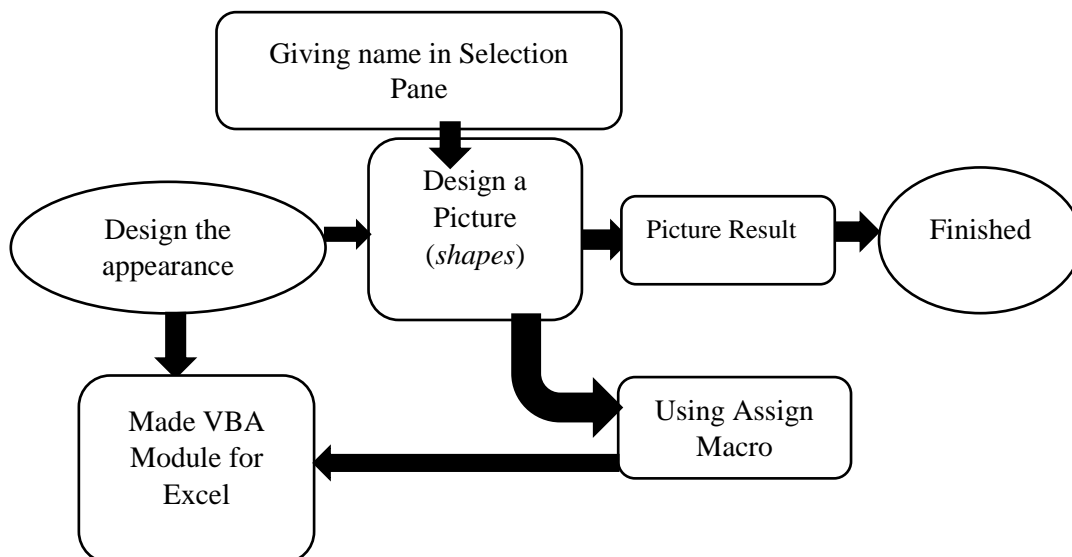 Giving name in Selection
Pane
Design the
appearance
Design a
Picture
(shapes)
Picture Result
Finished
Made VBA
Module for
Excel
Using Assign
Macro